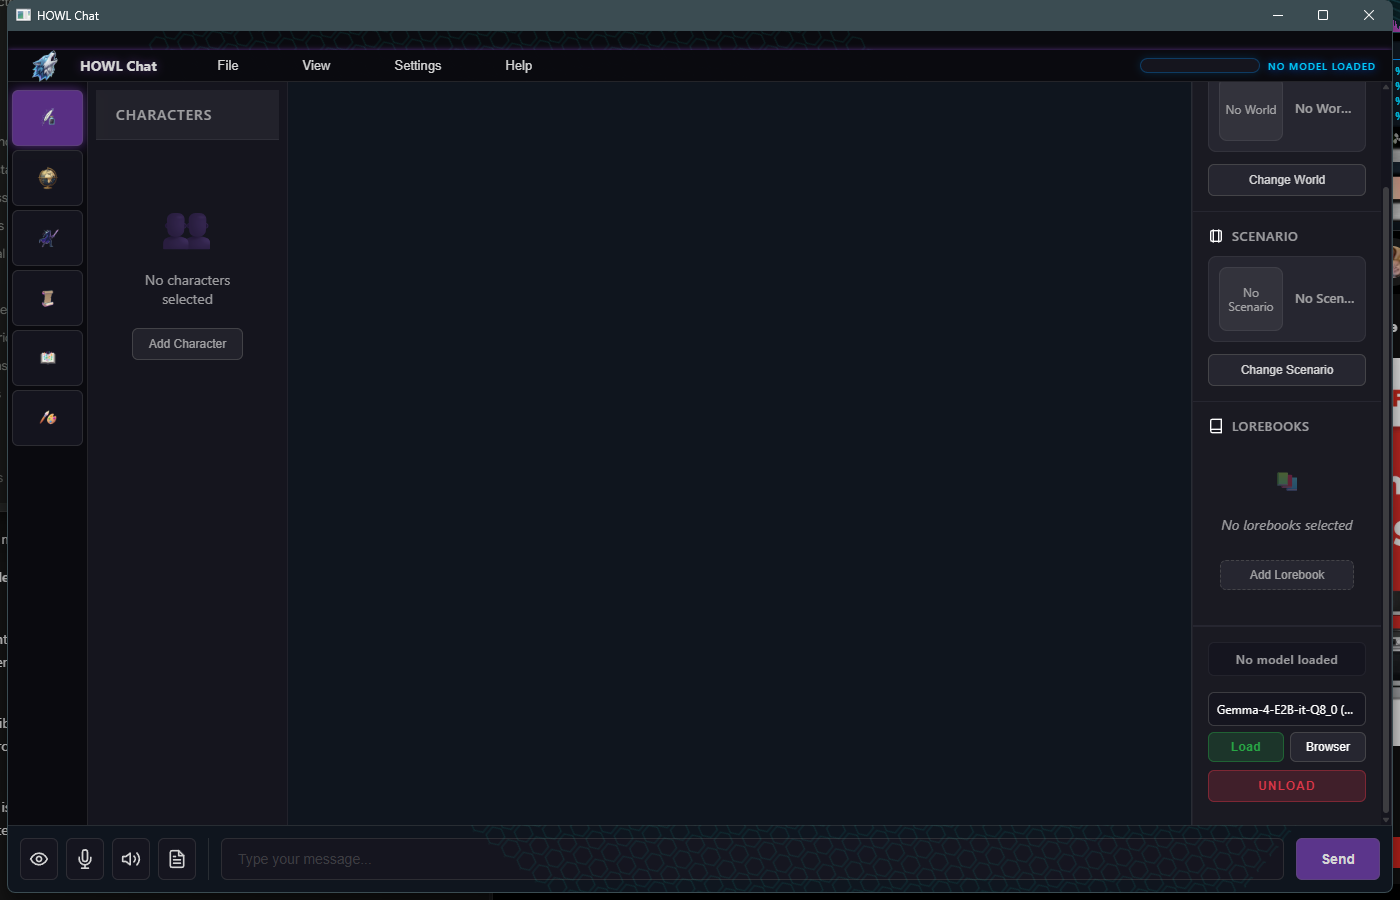 HOWL Chat
HOWL Chat
File
View
Settings
Help
NO MODEL LOADED
CHARACTERS
No characters
selected
Add Character
No World
No Wor...
Change World
SCENARIO
No
Scenario
No Scen...
Change Scenario
LOREBOOKS
No lorebooks selected
Add Lorebook
No model loaded
Gemma-4-E2B-it-Q8_0 (...
Load
Browser
UNLOAD
Type your message...
Send